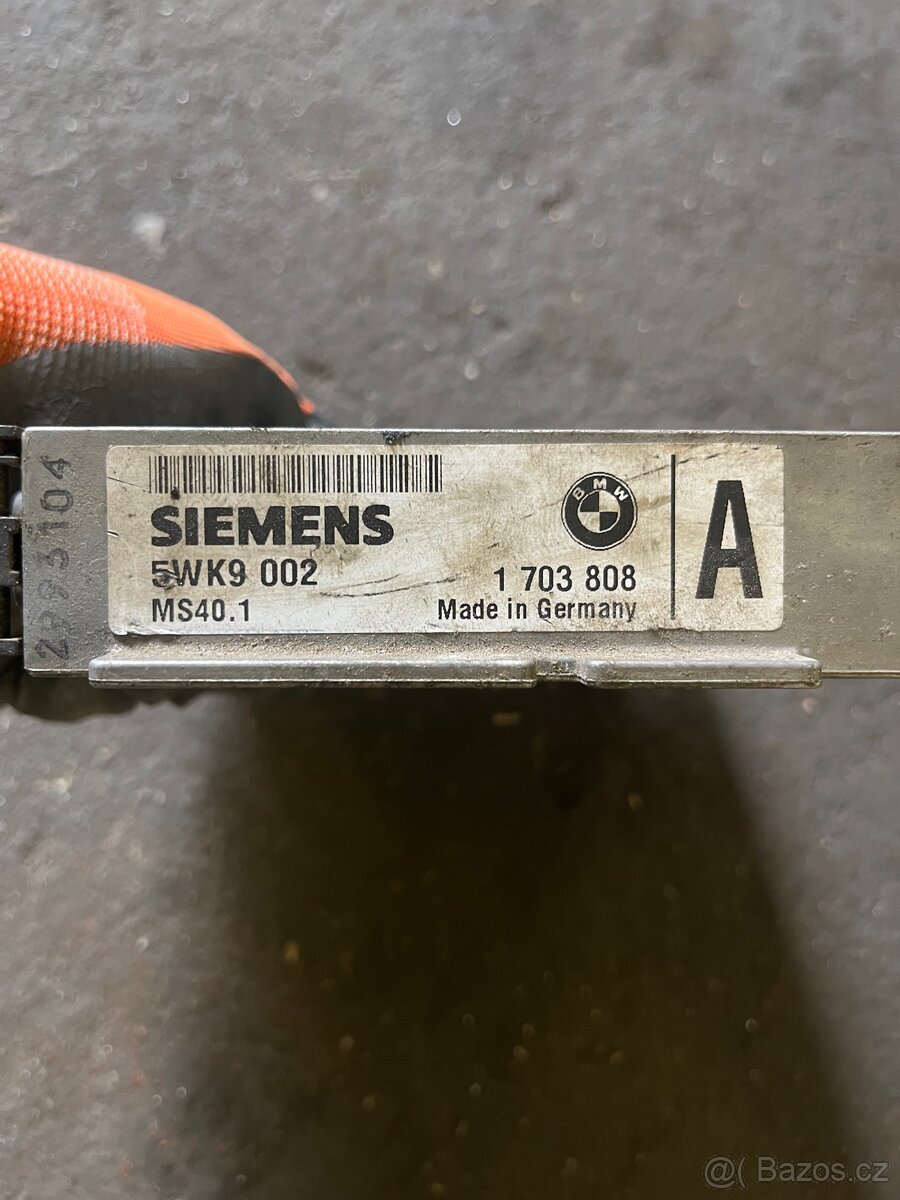 SIEMENS
5WK9 002
MS40.1
BMW
1 703 808
Made in Germany
A
@( Bazos.cz